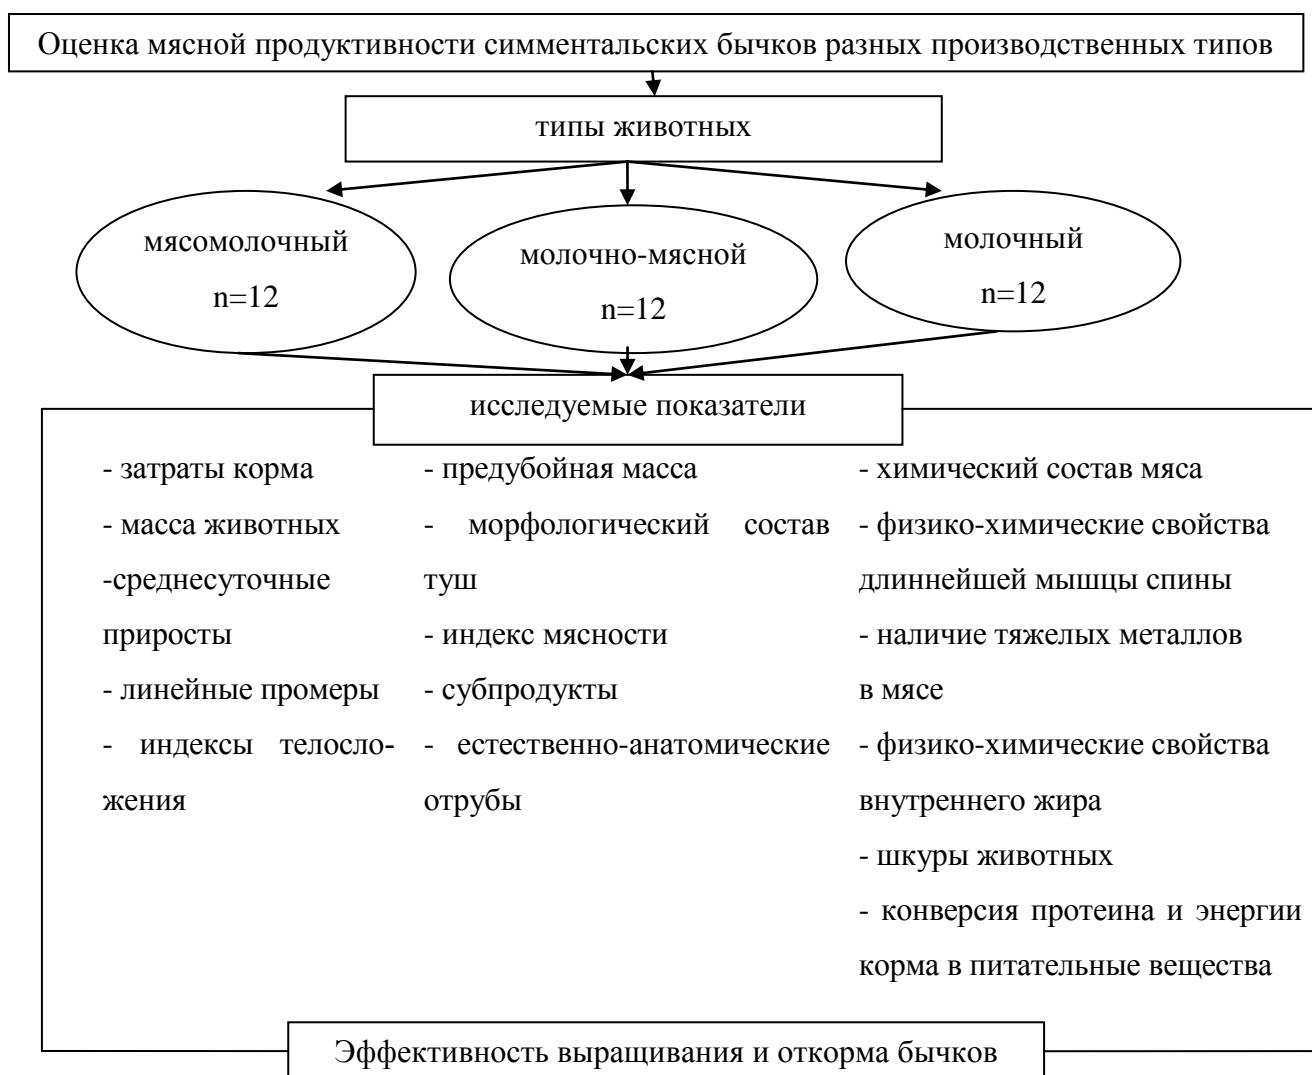 Оценка мясной продуктивности симментальских бычков разных производственных типов
типы животных
мясомолочный
n=12
молочно-мясной
n=12
молочный
n=12
исследуемые показатели
- затраты корма
- масса животных
-среднесуточные
приросты
- линейные промеры
- индексы телосло-
жения
- предубойная масса
- морфологический состав
туш
- индекс мясности
- субпродукты
- естественно-анатомические
отрубы
- химический состав мяса
- физико-химические свойства
длиннейшей мышцы спины
- наличие тяжелых металлов
в мясе
- физико-химические свойства
внутреннего жира
- шкуры животных
- конверсия протеина и энергии
корма в питательные вещества
Эффективность выращивания и откорма бычков